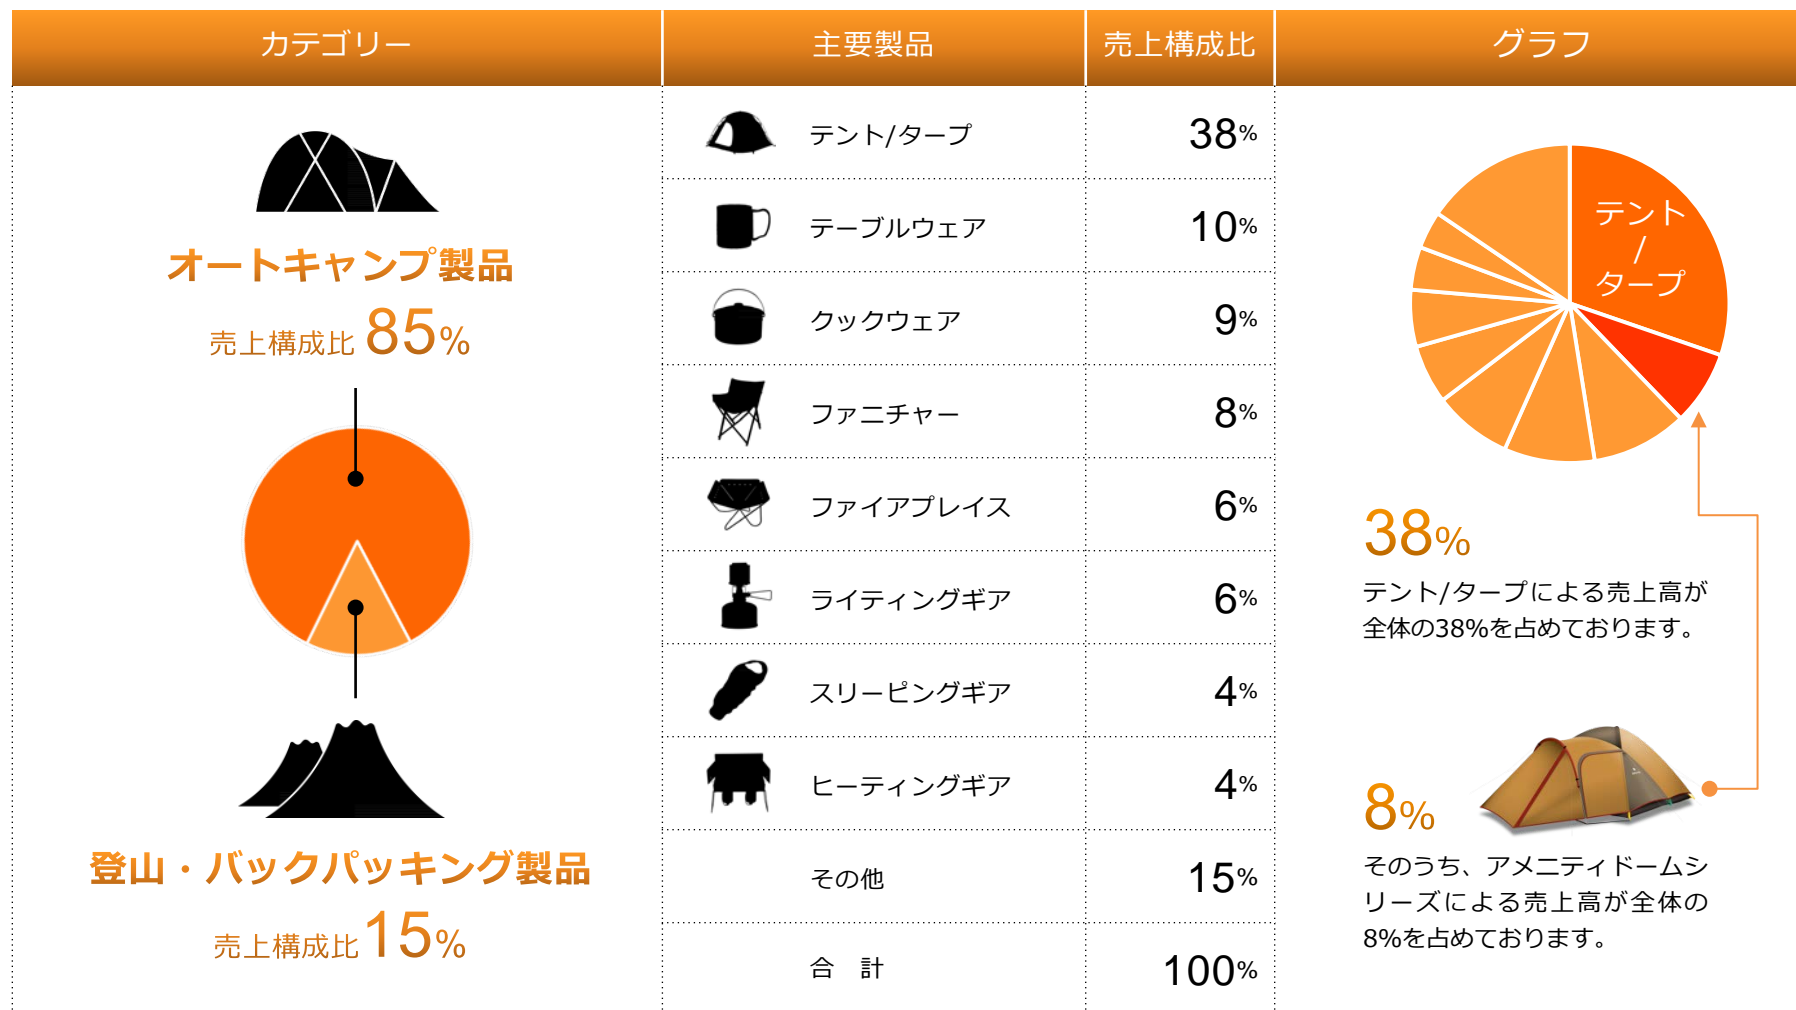 カテゴリー
主要製品
売上構成比
グラフ
オートキャンプ製品
売上構成比 85%
登山・バックパッキング製品
売上構成比 15%
テント/タープ 38%
テーブルウェア 10%
クックウェア 9%
ファニチャー 8%
ファイアプレイス 6%
ライティングギア 6%
スリーピングギア 4%
ヒーティングギア 4%
その他 15%
合　計 100%
テント
/
タープ
38%
テント/タープによる売上高が
全体の38%を占めております。
8%
そのうち、アメニティドームシ
リーズによる売上高が全体の
8%を占めております。